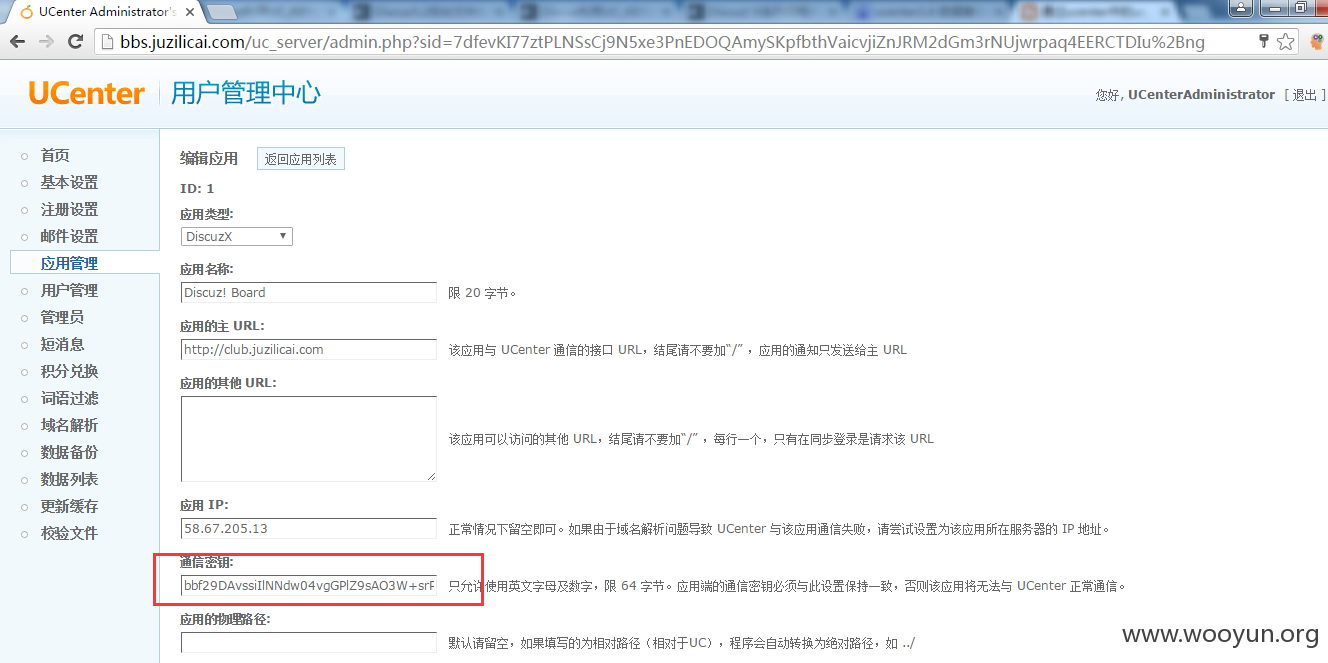 UCenter Administrator's
bbs.juzilicai.com/uc_server/admin.php?sid=7dfevKI77ztPLNSsCj9N5xe3PnEDOQAmySKpfbthVaicvjiZnJRM2dGm3rNUjwrpaq4EERCTDIu%2Bng
UCenter 用户管理中心
您好, UCenterAdministrator [ 退出 ]
首页
基本设置
注册设置
邮件设置
应用管理
用户管理
管理员
短消息
积分兑换
词语过滤
域名解析
数据备份
数据列表
更新缓存
校验文件
编辑应用 返回应用列表
ID: 1
应用类型:
DiscuzX
应用名称:
Discuz! Board 限 20 字节。
应用的主 URL:
http://club.juzilicai.com 该应用与 UCenter 通信的接口 URL，结尾请不要加“/” ，应用的通知只发送给主 URL
应用的其他 URL:
该应用可以访问的其他 URL，结尾请不要加“/” ，每行一个，只有在同步登录是请求该 URL
应用 IP:
58.67.205.13 正常情况下留空即可。如果由于域名解析问题导致 UCenter 与该应用通信失败，请尝试设置为该应用所在服务器的 IP 地址。
通信密钥:
bbf29DAvssiIlNNdw04vgGPlZ9sAO3W+srF 只允许使用英文字母及数字，限 64 字节。应用端的通信密钥必须与此设置保持一致，否则该应用将无法与 UCenter 正常通信。
应用的物理路径:
默认请留空，如果填写的为相对路径（相对于UC），程序会自动转换为绝对路径，如 ../
www.wooyun.org